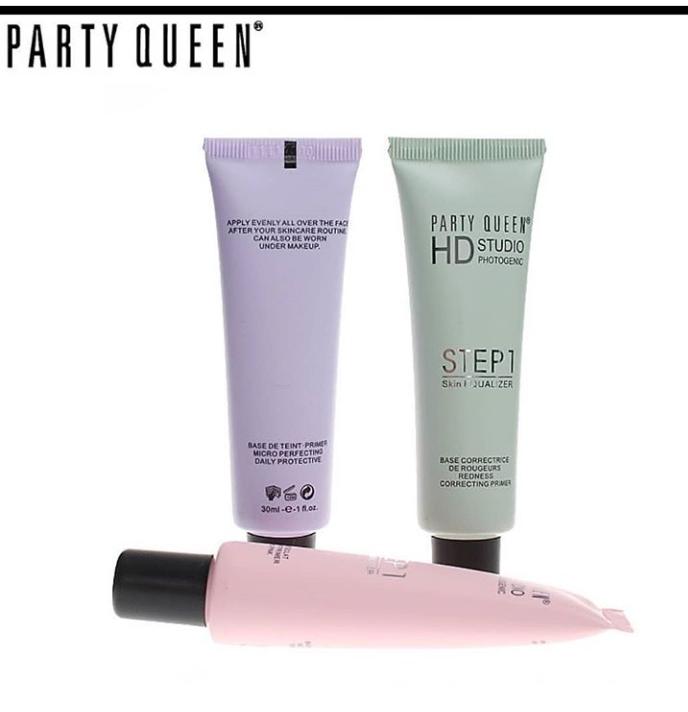 PARTY QUEEN®
APPLY EVENLY ALL OVER THE FACE
AFTER YOUR SKINCARE ROUTINE
CAN ALSO BE WORN
UNDER MAKEUP.
BASE DE TEINT-PRIMER
MICRO PERFECTING
DAILY PROTECTIVE
30ml -e-1 fl.oz.
PARTY QUEEN®
HD STUDIO
PHOTOGENIC
STEP1
Skin EQUALIZER
BASE CORRECTRICE
DE ROUGEURS
REDNESS
CORRECTING PRIMER
STEP1